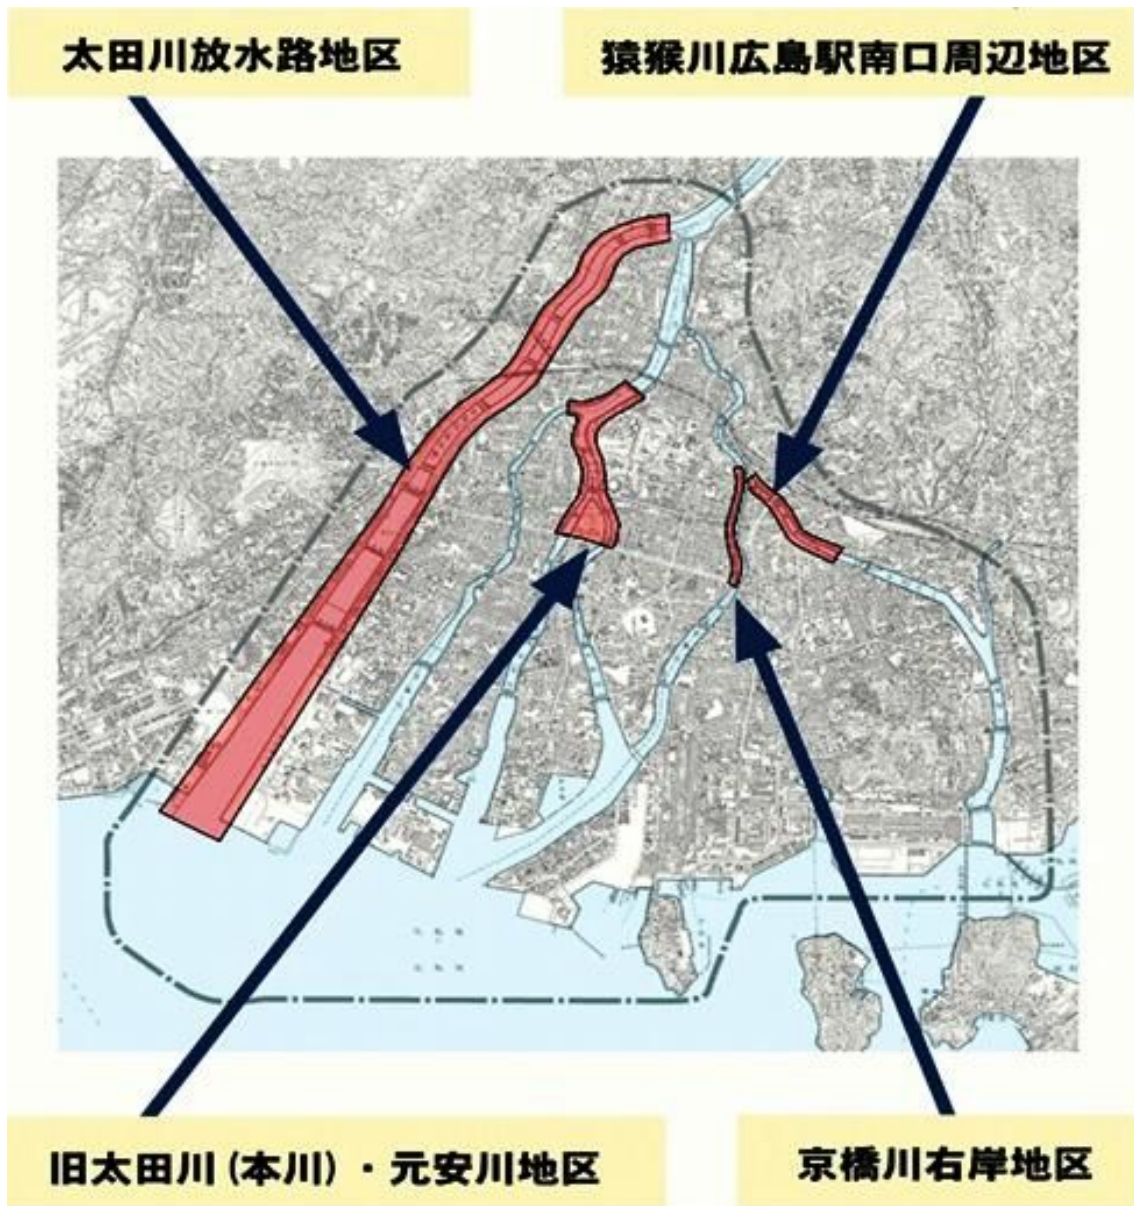 太田川放水路地区
猿猴川広島駅南口周辺地区
旧太田川(本川)・元安川地区
京橋川右岸地区